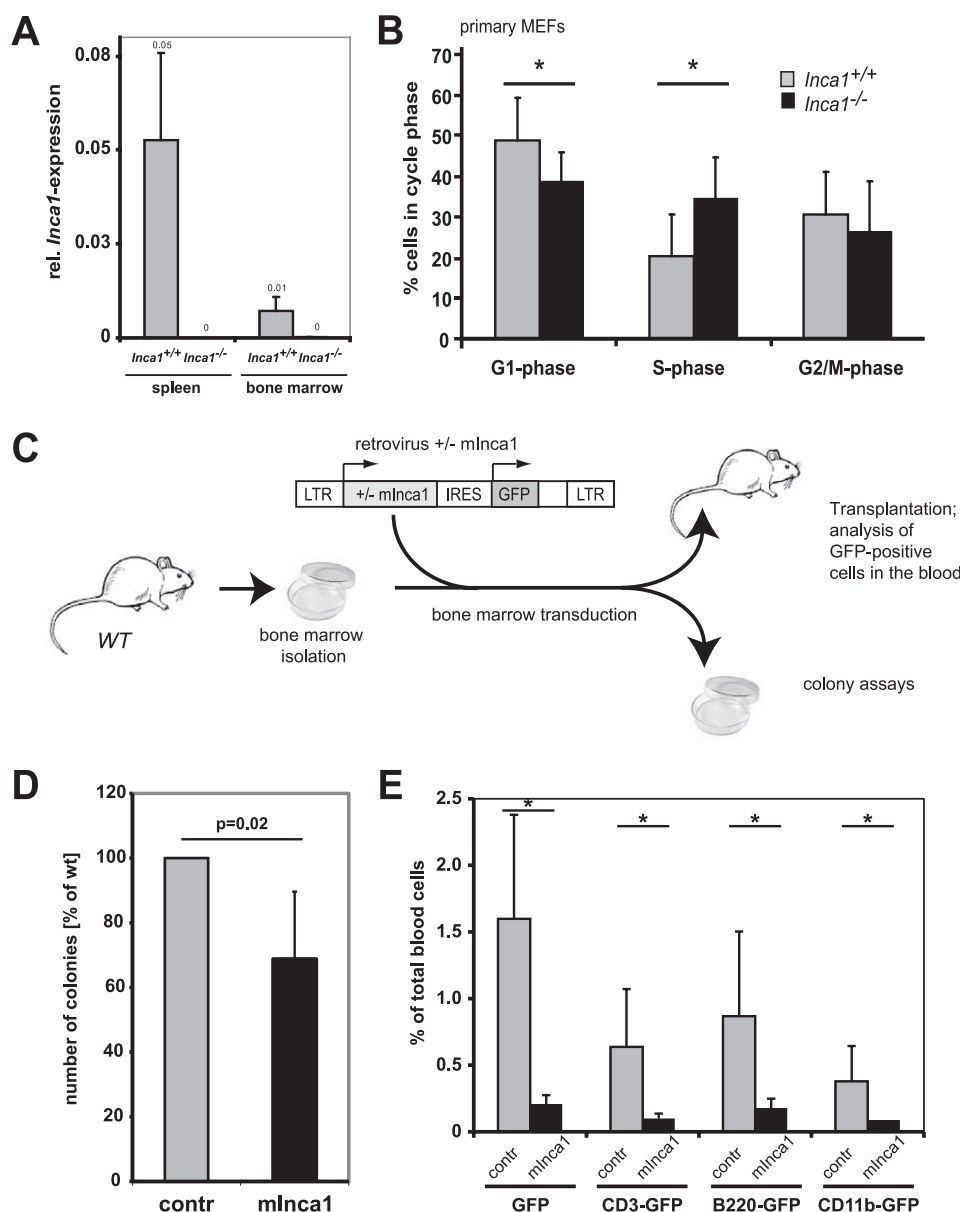 A
0.08
0.05
0.03
0
rel. Inca1-expression
0.05
0
0.01
0
Inca1+/+ Inca1-/- Inca1+/+ Inca1-/-
spleen bone marrow
B
primary MEFs
70
60
50
40
30
20
10
0
% cells in cycle phase
* *
Inca1+/+
Inca1-/-
G1-phase S-phase G2/M-phase
C
retrovirus +/- mInca1
LTR +/- mInca1 IRES GFP LTR
WT
bone marrow
isolation
bone marrow transduction
Transplantation;
analysis of
GFP-positive
cells in the blood
colony assays
D
120
100
80
60
40
20
0
number of colonies [% of wt]
p=0.02
contr mInca1
E
2.5
2.0
1.5
1.0
0.5
0
% of total blood cells
* * * *
contr mInca1 contr mInca1 contr mInca1 contr mInca1
GFP CD3-GFP B220-GFP CD11b-GFP